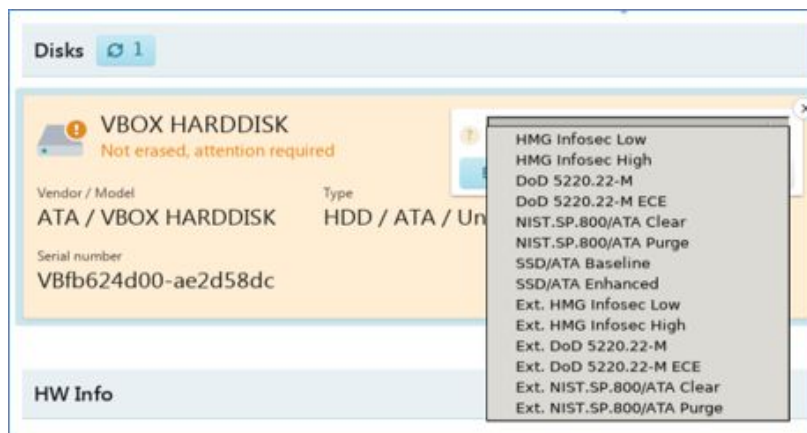 Disks 1
VBOX HARDDISK
Not erased, attention required
Vendor / Model
ATA / VBOX HARDDISK
Type
HDD / ATA / Un
Serial number
VBfb624d00-ae2d58dc
HMG Infosec Low
HMG Infosec High
DoD 5220.22-M
DoD 5220.22-M ECE
NIST.SP.800/ATA Clear
NIST.SP.800/ATA Purge
SSD/ATA Baseline
SSD/ATA Enhanced
Ext. HMG Infosec Low
Ext. HMG Infosec High
Ext. DoD 5220.22-M
Ext. DoD 5220.22-M ECE
Ext. NIST.SP.800/ATA Clear
Ext. NIST.SP.800/ATA Purge
HW Info